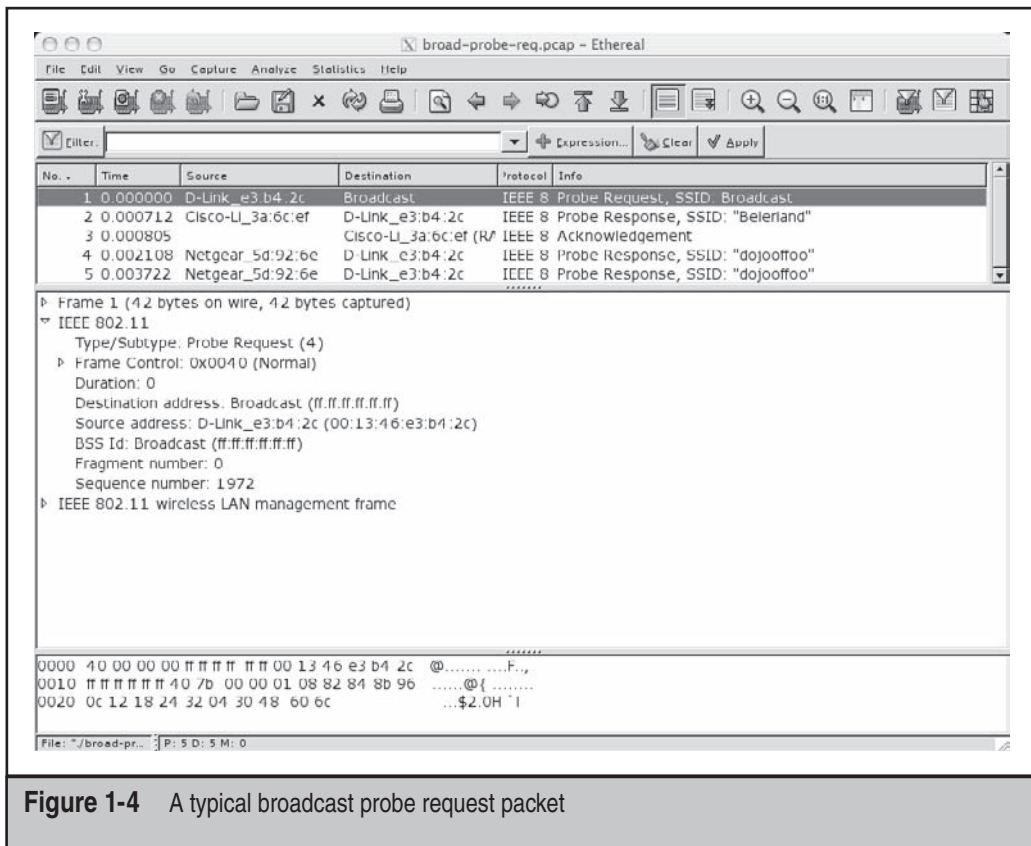 broad-probe-req.pcap - Ethereal
File Edit View Go Capture Analyze Statistics Help
Filter:
Expression... Clear Apply
No. . Time Source Destination Protocol Info
1 0.000000 D-Link_e3:b4:2c Broadcast IEEE 8 Probe Request, SSID: Broadcast
2 0.000712 Cisco-Li_3a:6c:ef D-Link_e3:b4:2c IEEE 8 Probe Response, SSID: "Beierland"
3 0.000805 Cisco-Li_3a:6c:ef (RA IEEE 8 Acknowledgement
4 0.002108 Netgear_5d:92:6e D-Link_e3:b4:2c IEEE 8 Probe Response, SSID: "dojooffoo"
5 0.003722 Netgear_5d:92:6e D-Link_e3:b4:2c IEEE 8 Probe Response, SSID: "dojooffoo"
Frame 1 (42 bytes on wire, 42 bytes captured)
IEEE 802.11
Type/Subtype: Probe Request (4)
Frame Control: 0x0040 (Normal)
Duration: 0
Destination address: Broadcast (ff:ff:ff:ff:ff:ff)
Source address: D-Link_e3:b4:2c (00:13:46:e3:b4:2c)
BSS Id: Broadcast (ff:ff:ff:ff:ff:ff)
Fragment number: 0
Sequence number: 1972
IEEE 802.11 wireless LAN management frame
0000 40 00 00 00 ff ff ff ff ff ff 00 13 46 e3 b4 2c @....... ....F..,
0010 ff ff ff ff ff ff 40 7b 00 00 01 08 82 84 8b 96 ......@{ ........
0020 0c 12 18 24 32 04 30 48 60 6c ...$2.0H `l
File: "./broad-pr... P: 5 D: 5 M: 0
Figure 1-4 A typical broadcast probe request packet